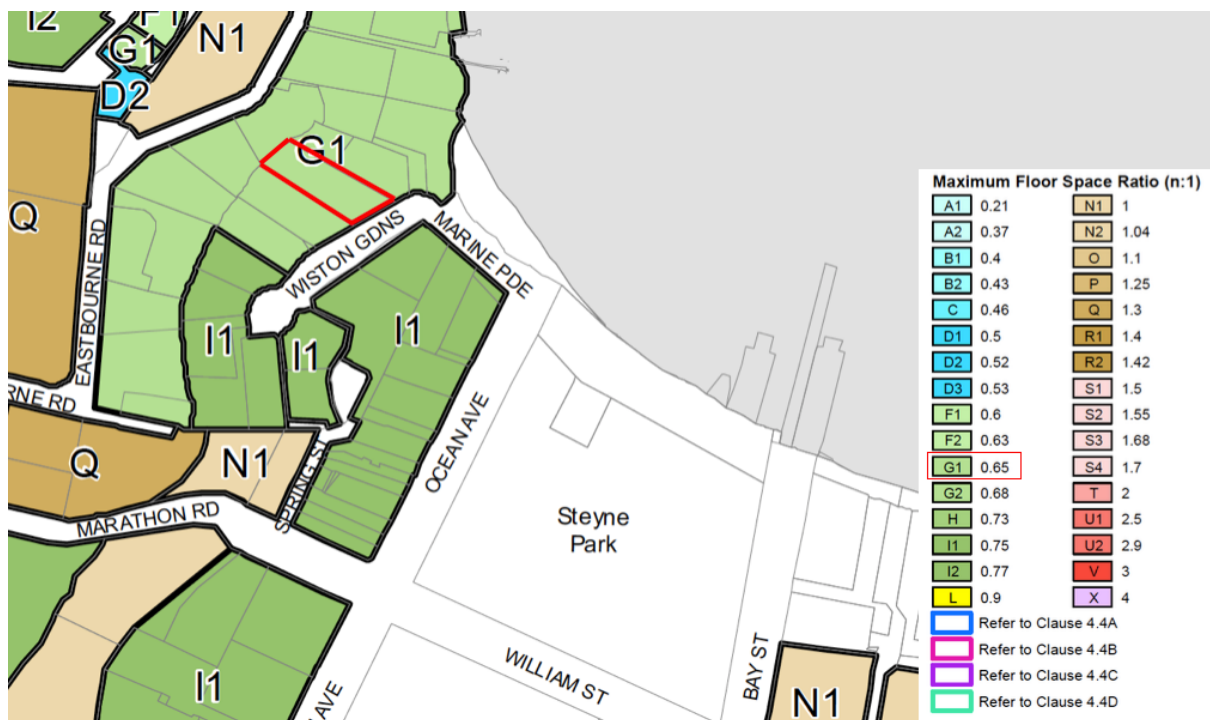 I2
F1
G1
N1
D2
G1
Q
EASTBOURNE RD
WISTON GDNS
MARINE PDE
I1
I1
I1
RNE RD
OCEAN AVE
Q
N1
SPRING ST
MARATHON RD
Steyne
Park
WILLIAM ST
BAY ST
I1
AVE
N1
Maximum Floor Space Ratio (n:1)
A1 0.21
A2 0.37
B1 0.4
B2 0.43
C 0.46
D1 0.5
D2 0.52
D3 0.53
F1 0.6
F2 0.63
G1 0.65
G2 0.68
H 0.73
I1 0.75
I2 0.77
L 0.9
N1 1
N2 1.04
O 1.1
P 1.25
Q 1.3
R1 1.4
R2 1.42
S1 1.5
S2 1.55
S3 1.68
S4 1.7
T 2
U1 2.5
U2 2.9
V 3
X 4
Refer to Clause 4.4A
Refer to Clause 4.4B
Refer to Clause 4.4C
Refer to Clause 4.4D